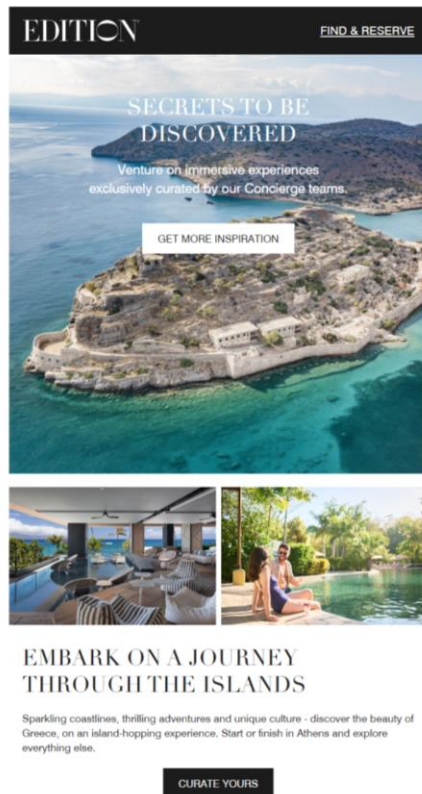 EDITION
FIND & RESERVE
SECRETS TO BE
DISCOVERED
Venture on immersive experiences
exclusively curated by our Concierge teams.
GET MORE INSPIRATION
EMBARK ON A JOURNEY
THROUGH THE ISLANDS
Sparkling coastlines, thrilling adventures and unique culture - discover the beauty of
Greece, on an island-hopping experience. Start or finish in Athens and explore
everything else.
CURATE YOURS